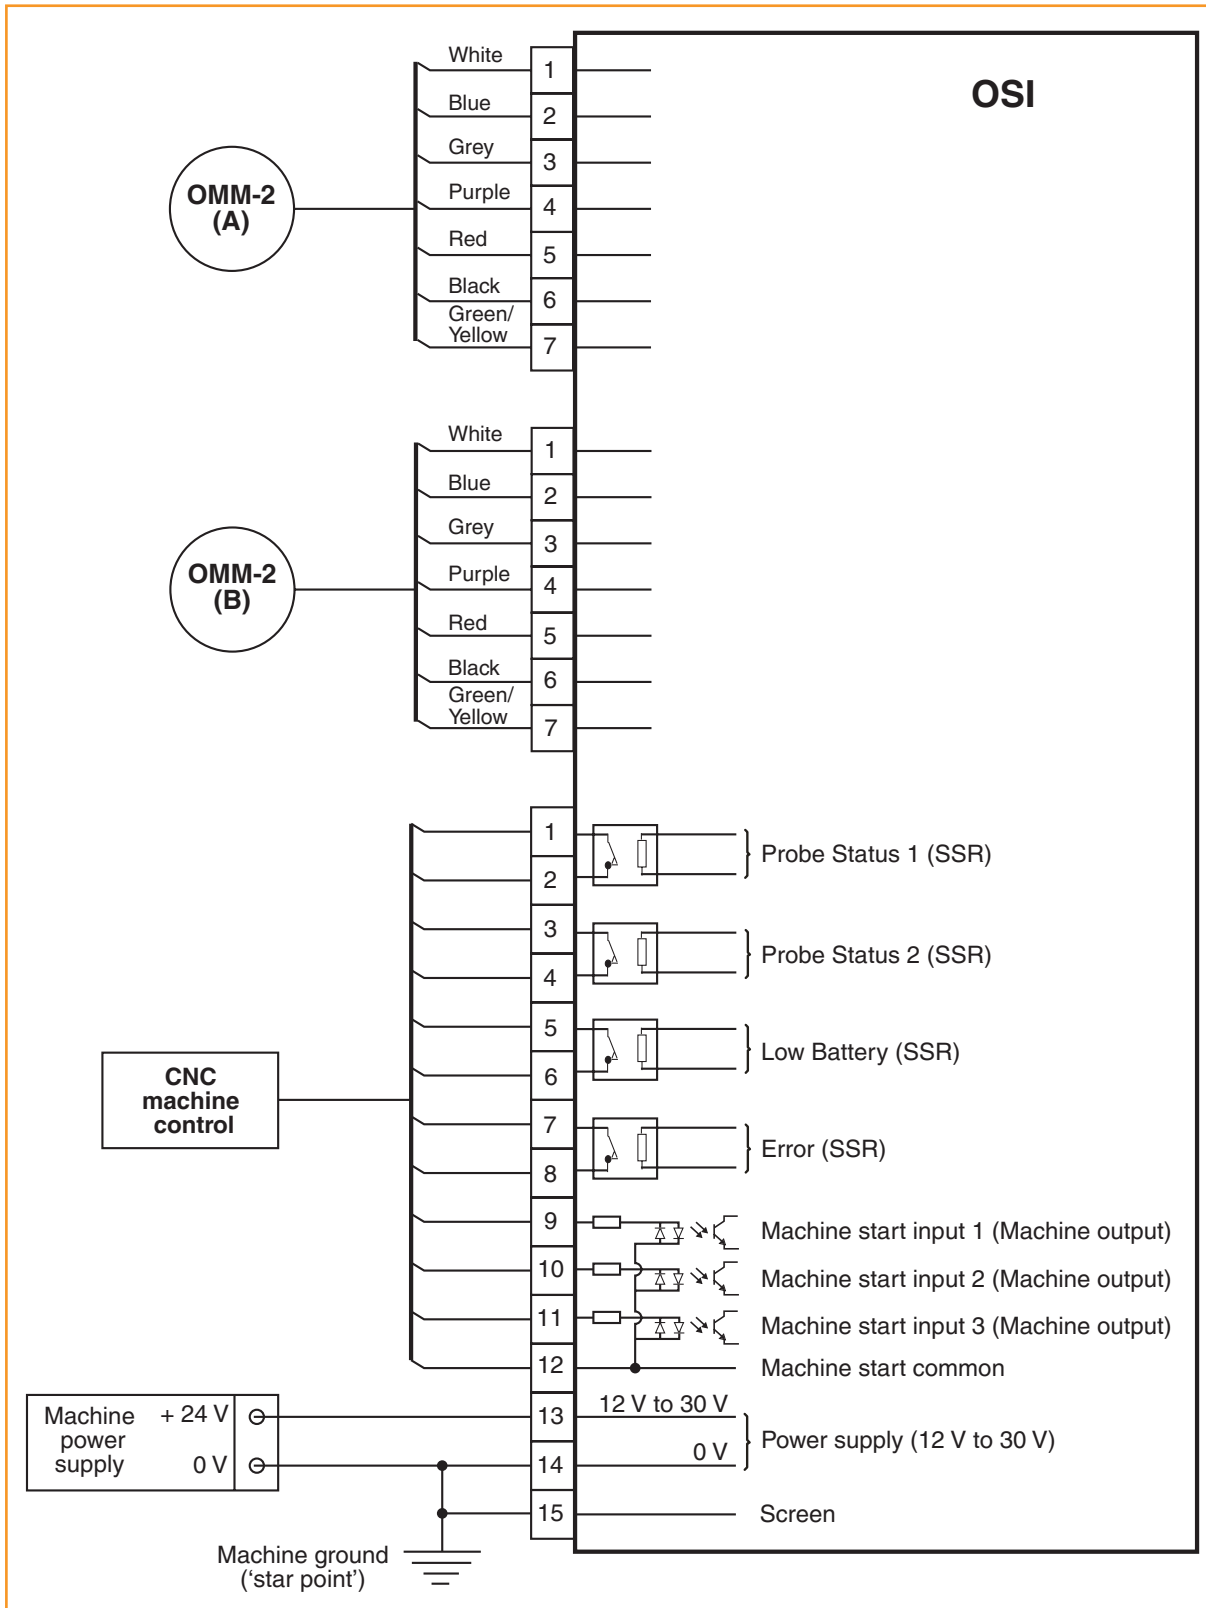 OSI
OMM-2
(A)
White
1
Blue
2
Grey
3
Purple
4
Red
5
Black
6
Green/
Yellow
7
OMM-2
(B)
White
1
Blue
2
Grey
3
Purple
4
Red
5
Black
6
Green/
Yellow
7
CNC
machine
control
1
2
Probe Status 1 (SSR)
3
4
Probe Status 2 (SSR)
5
6
Low Battery (SSR)
7
8
Error (SSR)
9
Machine start input 1 (Machine output)
10
Machine start input 2 (Machine output)
11
Machine start input 3 (Machine output)
12
Machine start common
Machine
power
supply
+ 24 V
0 V
13
12 V to 30 V
14
0 V
Power supply (12 V to 30 V)
15
Screen
Machine ground
(‘star point’)